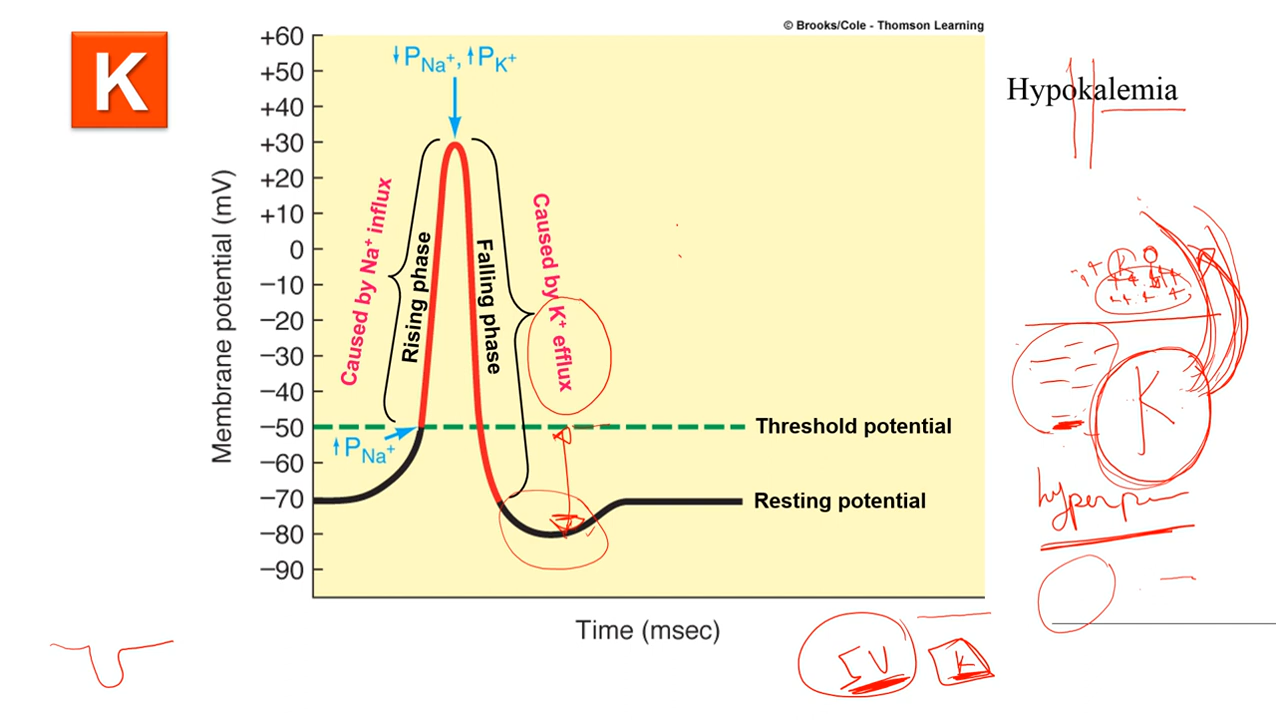 © Brooks/Cole - Thomson Learning
K
Hypokalemia
+60
+50
+40
+30
+20
+10
0
−10
−20
−30
−40
−50
−60
−70
−80
−90
Membrane potential (mV)
↓PNa+, ↑PK+
Caused by Na+ influx
Rising phase
Falling phase
Caused by K+ efflux
↑PNa+
Threshold potential
Resting potential
Time (msec)
K
K
K